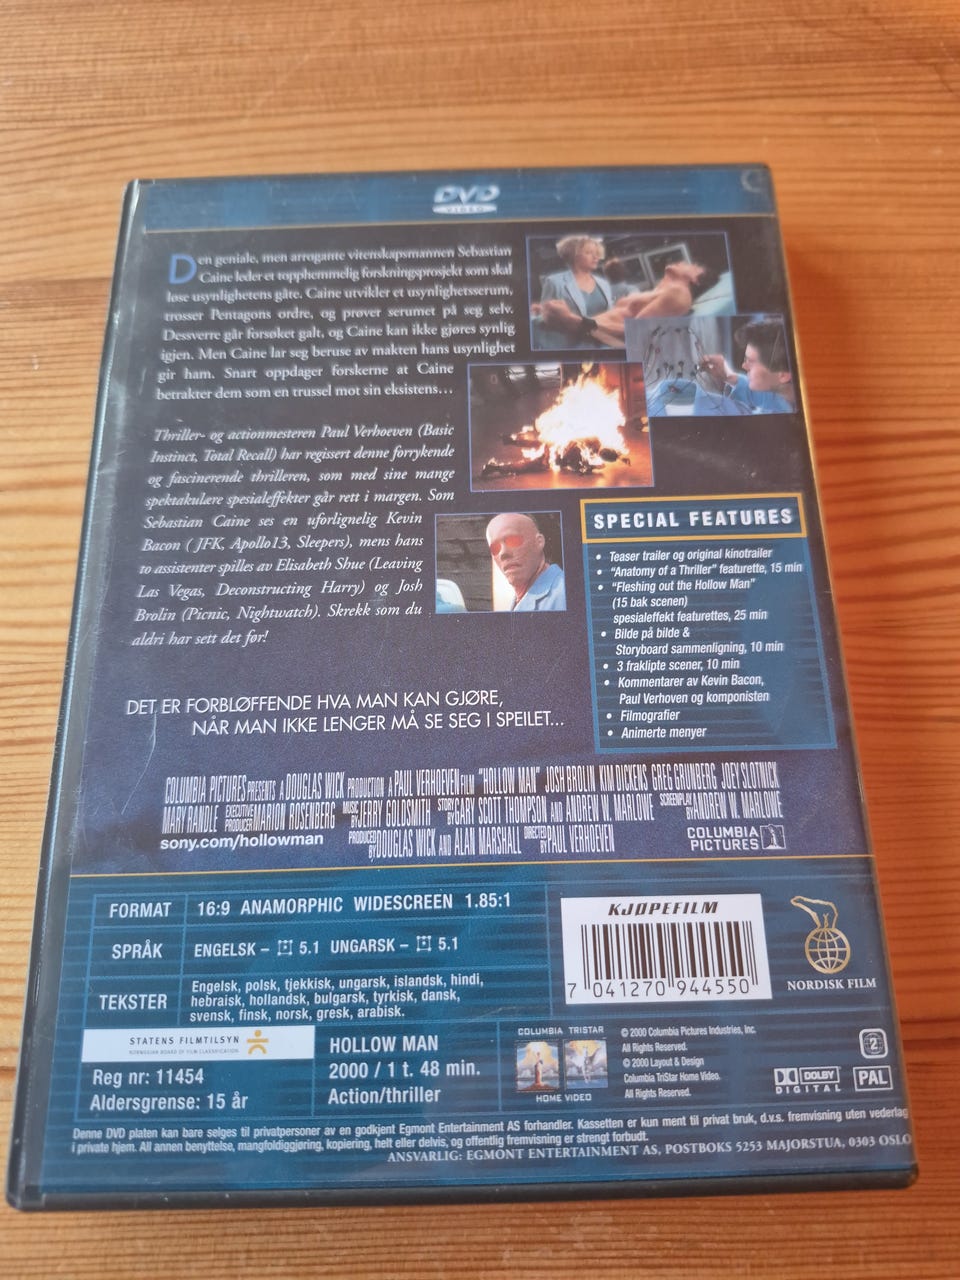 DVD
VIDEO
Den geniale, men arrogante vitenskapsmannen Sebastian
Caine leder et topphemmelig forskningsprosjekt som skal
løse usynlighetens gåte. Caine utvikler et usynlighetsserum,
trosser Pentagons ordre, og prøver serumet på seg selv.
Dessverre går forsøket galt, og Caine kan ikke gjøres synlig
igjen. Men Caine lar seg beruse av makten hans usynlighet
gir ham. Snart oppdager forskerne at Caine
betrakter dem som en trussel mot sin eksistens...
Thriller- og actionmesteren Paul Verhoeven (Basic
Instinct, Total Recall) har regissert denne forrykende
og fascinerende thrilleren, som med sine mange
spektakulære spesialeffekter går rett i margen. Som
Sebastian Caine ses en uforlignelig Kevin
Bacon ( JFK, Apollo13, Sleepers), mens hans
to assistenter spilles av Elisabeth Shue (Leaving
Las Vegas, Deconstructing Harry) og Josh
Brolin (Picnic, Nightwatch). Skrekk som du
aldri har sett det før!
SPECIAL FEATURES
• Teaser trailer og original kinotrailer
• "Anatomy of a Thriller" featurette, 15 min
• "Fleshing out the Hollow Man"
(15 bak scenen)
spesialeffekt featurettes, 25 min
• Bilde på bilde &
Storyboard sammenligning, 10 min
• 3 fraklipte scener, 10 min
• Kommentarer av Kevin Bacon,
Paul Verhoven og komponisten
• Filmografier
• Animerte menyer
DET ER FORBLØFFENDE HVA MAN KAN GJØRE,
NÅR MAN IKKE LENGER MÅ SE SEG I SPEILET...
COLUMBIA PICTURES PRESENTS A DOUGLAS WICK PRODUCTION A PAUL VERHOEVEN FILM "HOLLOW MAN" JOSH BROLIN KIM DICKENS GREG GRUNBERG JOEY SLOTNICK
MARY RANDLE EXECUTIVE PRODUCER MARION ROSENBERG MUSIC BY JERRY GOLDSMITH STORY BY GARY SCOTT THOMPSON AND ANDREW W. MARLOWE SCREENPLAY BY ANDREW W. MARLOWE
sony.com/hollowman PRODUCED BY DOUGLAS WICK AND ALAN MARSHALL DIRECTED BY PAUL VERHOEVEN
COLUMBIA
PICTURES
FORMAT 16:9 ANAMORPHIC WIDESCREEN 1.85:1
SPRÅK ENGELSK – 5.1 UNGARSK – 5.1
TEKSTER
Engelsk, polsk, tjekkisk, ungarsk, islandsk, hindi,
hebraisk, hollandsk, bulgarsk, tyrkisk, dansk,
svensk, finsk, norsk, gresk, arabisk.
KJØPEFILM
7 041270 944550
NORDISK FILM
STATENS FILMTILSYN
NORWEGIAN BOARD OF FILM CLASSIFICATION
Reg nr: 11454
Aldersgrense: 15 år
HOLLOW MAN
2000 / 1 t. 48 min.
Action/thriller
COLUMBIA TRISTAR
HOME VIDEO
© 2000 Columbia Pictures Industries, Inc.
All Rights Reserved.
© 2000 Layout & Design
Columbia TriStar Home Video.
All Rights Reserved.
2
DOLBY
DIGITAL
PAL
Denne DVD platen kan bare selges til privatpersoner av en godkjent Egmont Entertainment AS forhandler. Kassetten er kun ment til privat bruk, d.v.s. fremvisning uten vederlag
i private hjem. All annen benyttelse, mangfoldiggjøring, kopiering, helt eller delvis, og offentlig fremvisning er strengt forbudt.
ANSVARLIG: EGMONT ENTERTAINMENT AS, POSTBOKS 5253 MAJORSTUA, 0303 OSLO